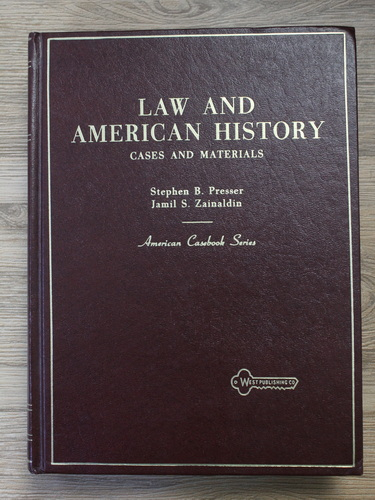 LAW AND
AMERICAN HISTORY
CASES AND MATERIALS
Stephen B. Presser
Jamil S. Zainaldin
American Casebook Series
WEST PUBLISHING CO